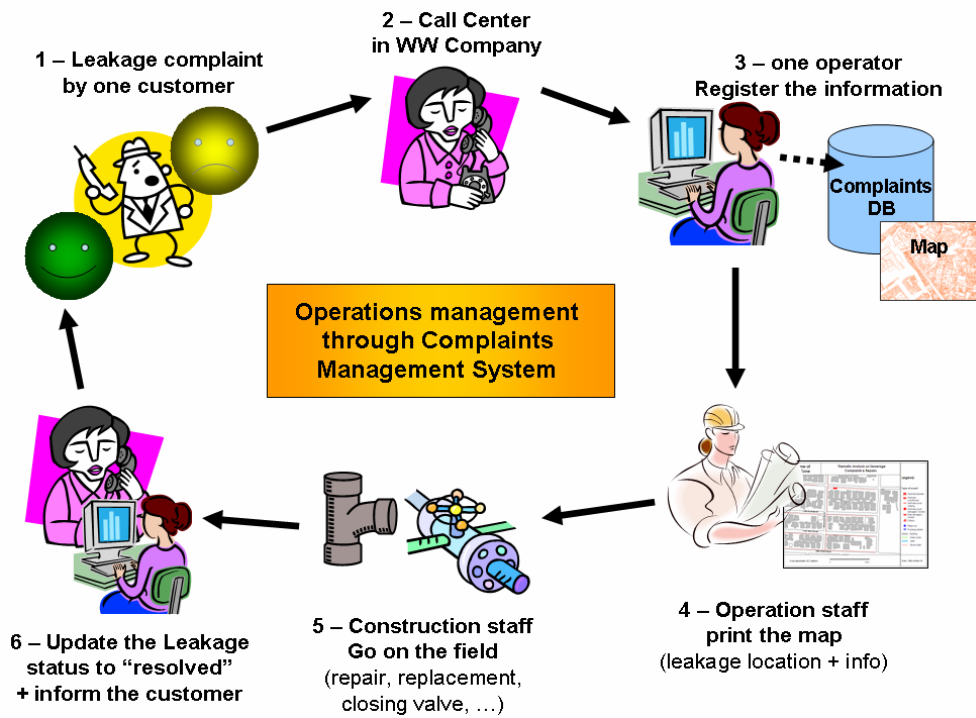 1 – Leakage complaint
by one customer
2 – Call Center
in WW Company
3 – one operator
Register the information
Complaints
DB
Map
Operations management
through Complaints
Management System
4 – Operation staff
print the map
(leakage location + info)
5 – Construction staff
Go on the field
(repair, replacement,
closing valve, …)
6 – Update the Leakage
status to “resolved”
+ inform the customer